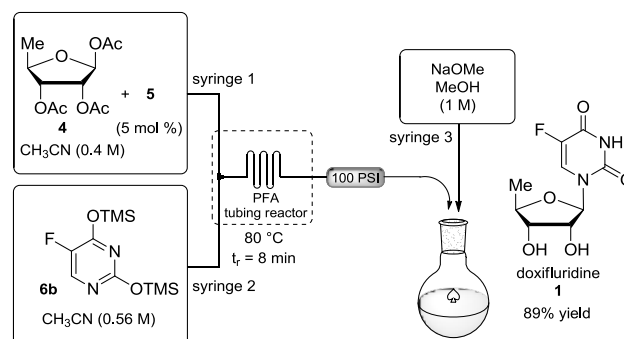 Me
O
OAc
OAc
OAc
4
+ 5
(5 mol %)
CH₃CN (0.4 M)
syringe 1
OTMS
F
N
N
OTMS
6b
CH₃CN (0.56 M)
syringe 2
PFA
tubing reactor
80 °C
tᵣ = 8 min
100 PSI
NaOMe
MeOH
(1 M)
syringe 3
O
F
NH
N
O
Me
O
OH
OH
doxifluridine
1
89% yield